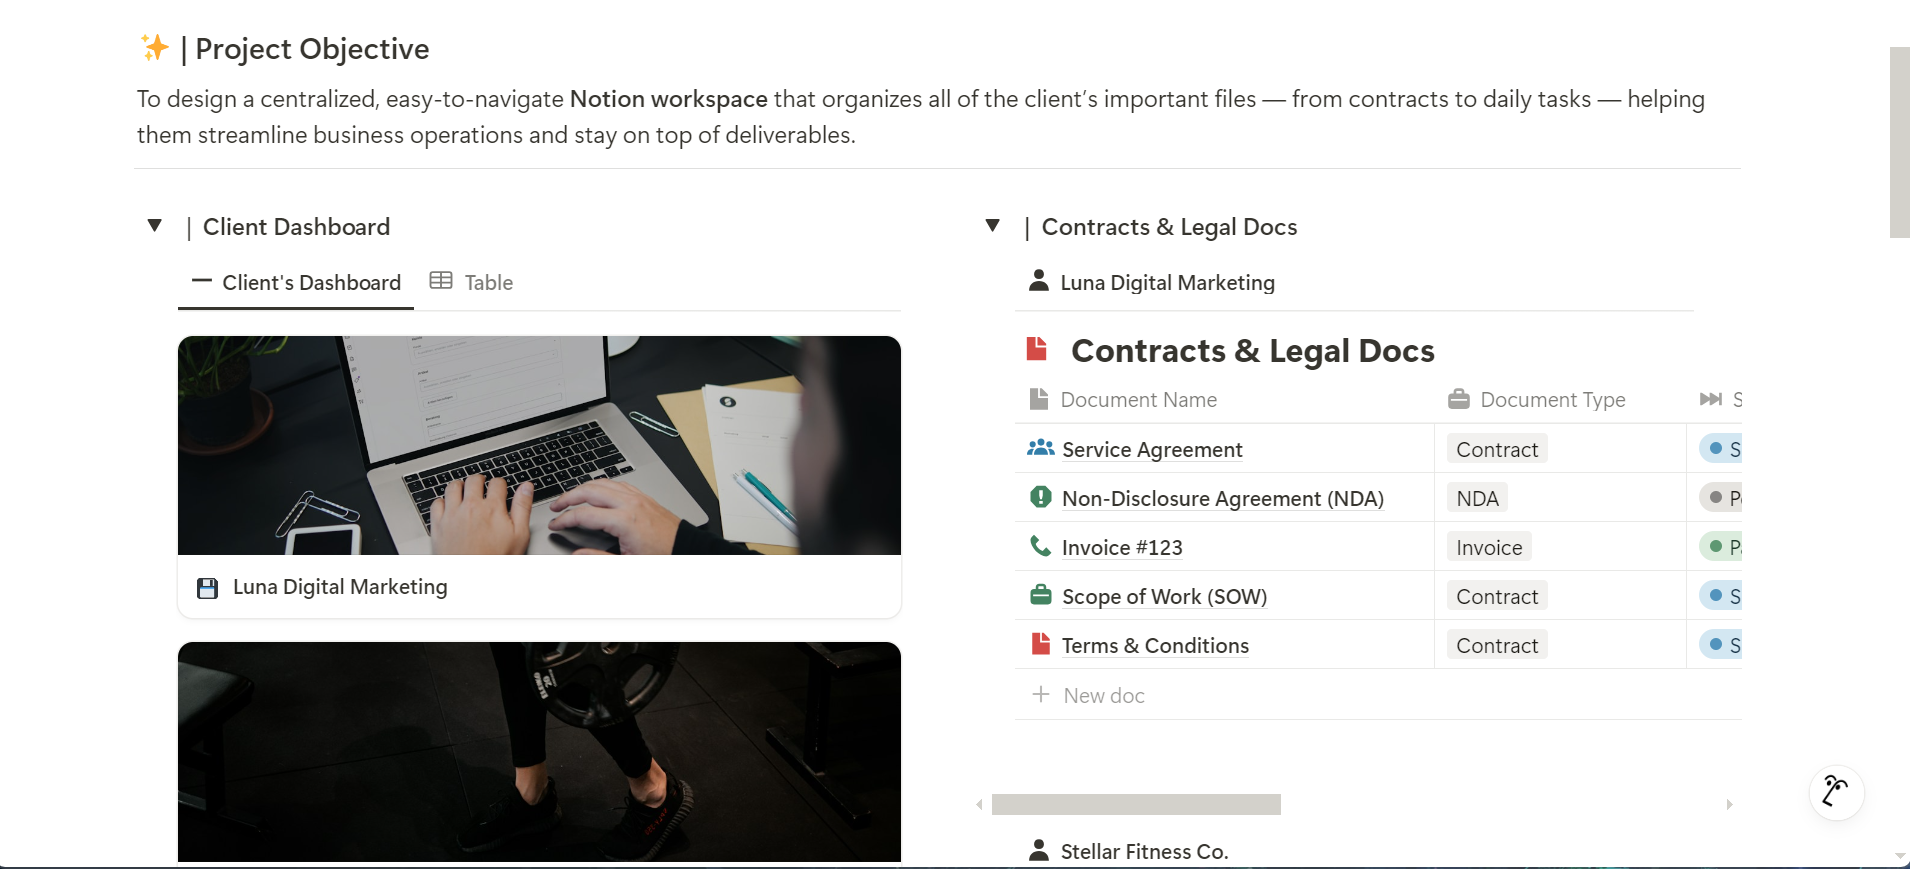 | Project Objective
To design a centralized, easy-to-navigate Notion workspace that organizes all of the client’s important files — from contracts to daily tasks — helping
them streamline business operations and stay on top of deliverables.
| Client Dashboard
Client's Dashboard Table
Luna Digital Marketing
| Contracts & Legal Docs
Luna Digital Marketing
Contracts & Legal Docs
Document Name Document Type S
Service Agreement Contract S
Non-Disclosure Agreement (NDA) NDA P
Invoice #123 Invoice P
Scope of Work (SOW) Contract S
Terms & Conditions Contract S
New doc
Stellar Fitness Co.